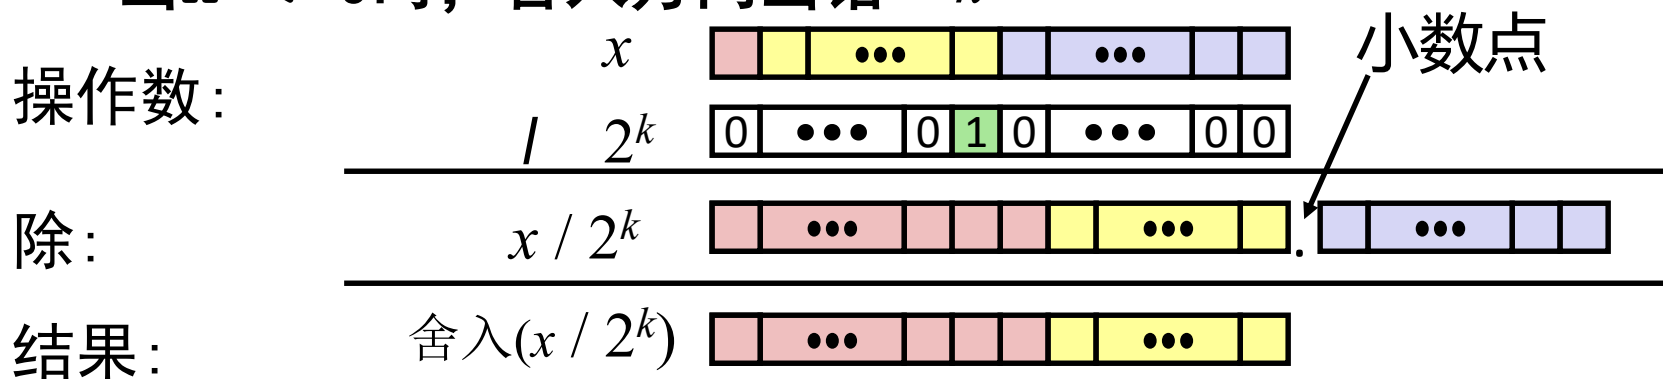 x
小数点
操作数：
/ 2^k
0 ••• 0 1 0 ••• 0 0
除：
x / 2^k
.
结果：
舍入(x / 2^k)